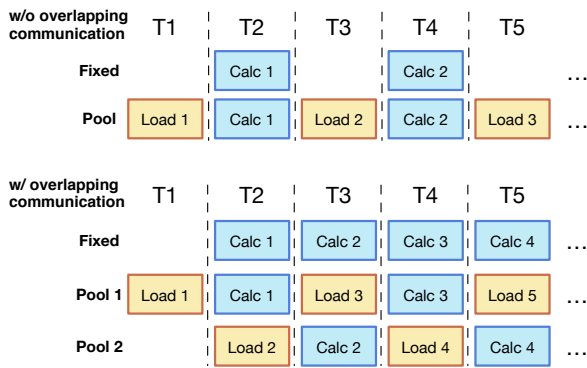 w/o overlapping
communication T1 T2 T3 T4 T5
Fixed Calc 1 Calc 2 ...
Pool Load 1 Calc 1 Load 2 Calc 2 Load 3 ...
w/ overlapping
communication T1 T2 T3 T4 T5
Fixed Calc 1 Calc 2 Calc 3 Calc 4 ...
Pool 1 Load 1 Calc 1 Load 3 Calc 3 Load 5 ...
Pool 2 Load 2 Calc 2 Load 4 Calc 4 ...